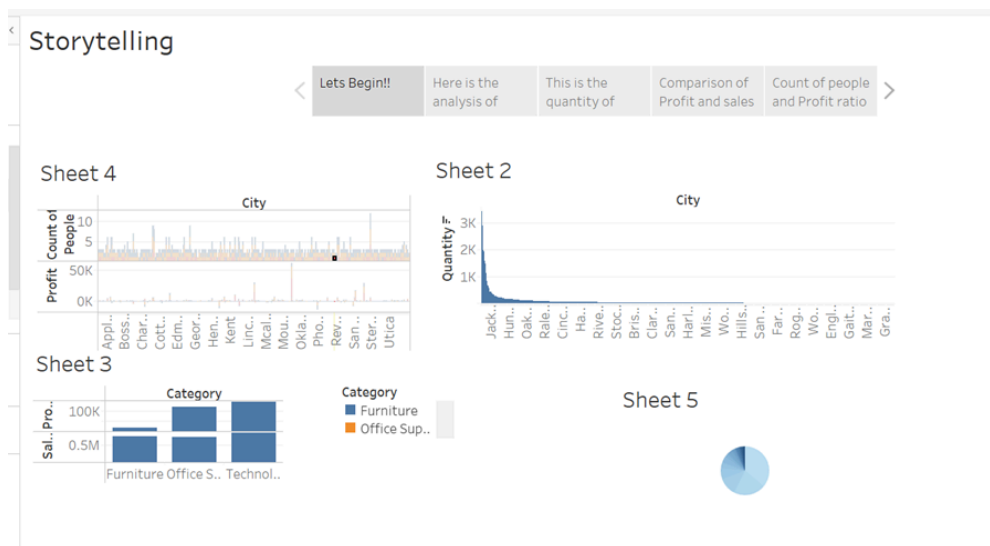 Storytelling
Lets Begin!!
Here is the
analysis of
This is the
quantity of
Comparison of
Profit and sales
Count of people
and Profit ratio
Sheet 4
City
Count of
People
10
5
Profit
50K
0K
Appl..
Boss..
Char..
Cott..
Edm..
Geor..
Hen..
Kent
Linc..
Mcal..
Mou..
Okla..
Pho..
Rev..
San ..
Ster..
Utica
Sheet 2
City
Quantity
3K
2K
1K
Jack..
Hun..
Oak..
Rale..
Cinc..
Ha..
Rive..
Stoc..
Bris..
Clar..
San..
Harl..
Mis..
Wo..
Hills..
San ..
Far..
Rog..
Wo..
Engl..
Gait..
Mar..
Gra..
Sheet 3
Category
Pro..
100K
Sal..
0.5M
Furniture
Office S..
Technol..
Category
Furniture
Office Sup..
Sheet 5